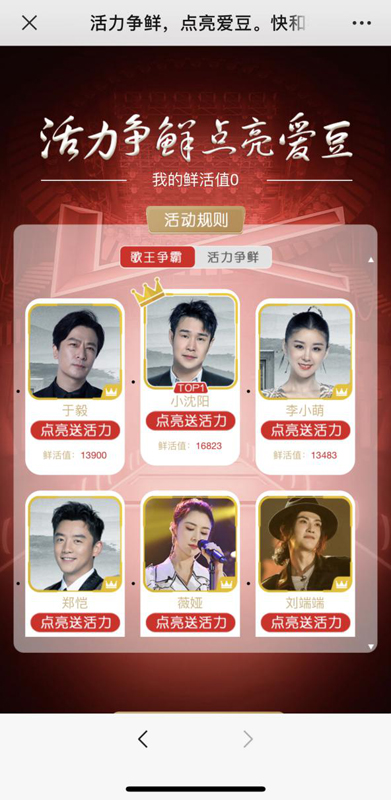 活力争鲜，点亮爱豆。快和
活力争鲜点亮爱豆
我的鲜活值0
活动规则
歌王争霸
活力争鲜
于毅
点亮送活力
鲜活值：13900
TOP1
小沈阳
点亮送活力
鲜活值：16823
李小萌
点亮送活力
鲜活值：13483
郑恺
点亮送活力
薇娅
点亮送活力
刘端端
点亮送活力